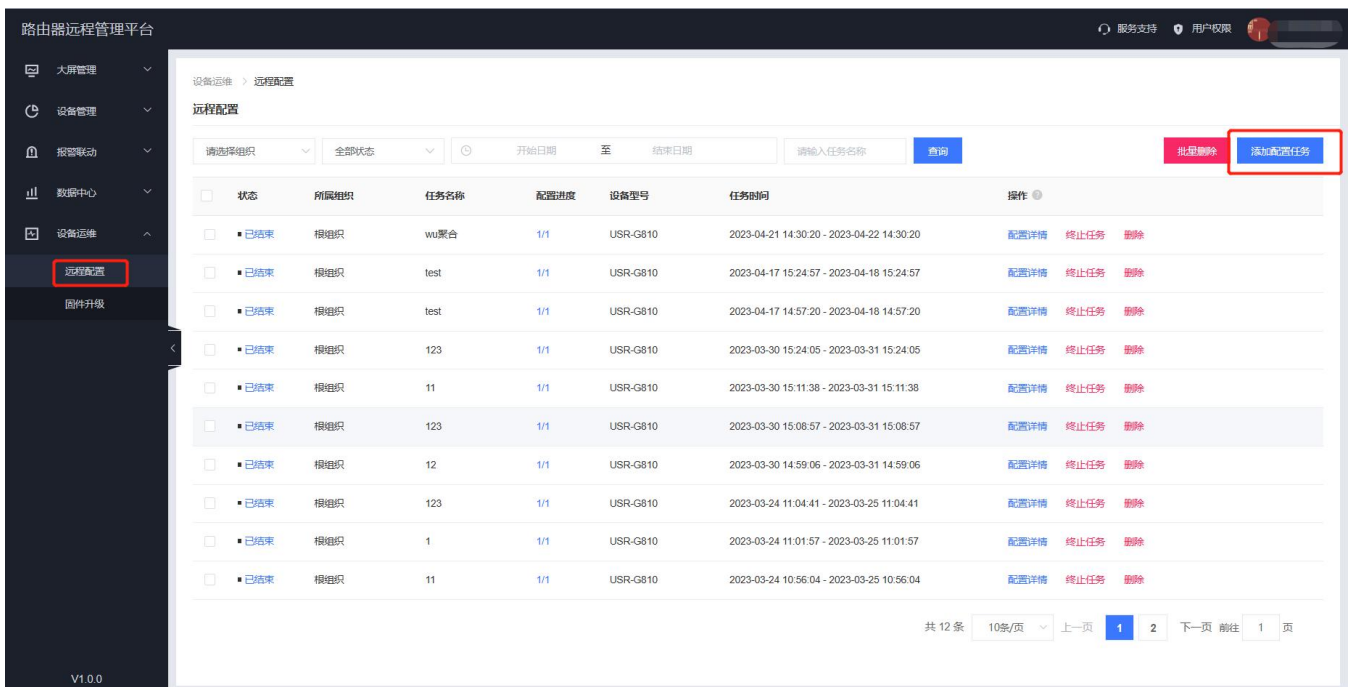 路由器远程管理平台 服务支持 用户权限
大屏管理
设备管理
报警联动
数据中心
设备运维
远程配置
固件升级
V1.0.0
设备运维 > 远程配置
远程配置
请选择组织 全部状态 开始日期 至 结束日期 请输入任务名称 查询 批量删除 添加配置任务
状态 所属组织 任务名称 配置进度 设备型号 任务时间 操作
已结束 根组织 wu聚合 1/1 USR-G810 2023-04-21 14:30:20 - 2023-04-22 14:30:20 配置详情 终止任务 删除
已结束 根组织 test 1/1 USR-G810 2023-04-17 15:24:57 - 2023-04-18 15:24:57 配置详情 终止任务 删除
已结束 根组织 test 1/1 USR-G810 2023-04-17 14:57:20 - 2023-04-18 14:57:20 配置详情 终止任务 删除
已结束 根组织 123 1/1 USR-G810 2023-03-30 15:24:05 - 2023-03-31 15:24:05 配置详情 终止任务 删除
已结束 根组织 11 1/1 USR-G810 2023-03-30 15:11:38 - 2023-03-31 15:11:38 配置详情 终止任务 删除
已结束 根组织 123 1/1 USR-G810 2023-03-30 15:08:57 - 2023-03-31 15:08:57 配置详情 终止任务 删除
已结束 根组织 12 1/1 USR-G810 2023-03-30 14:59:06 - 2023-03-31 14:59:06 配置详情 终止任务 删除
已结束 根组织 123 1/1 USR-G810 2023-03-24 11:04:41 - 2023-03-25 11:04:41 配置详情 终止任务 删除
已结束 根组织 1 1/1 USR-G810 2023-03-24 11:01:57 - 2023-03-25 11:01:57 配置详情 终止任务 删除
已结束 根组织 11 1/1 USR-G810 2023-03-24 10:56:04 - 2023-03-25 10:56:04 配置详情 终止任务 删除
共 12 条 10条/页 上一页 1 2 下一页 前往 1 页